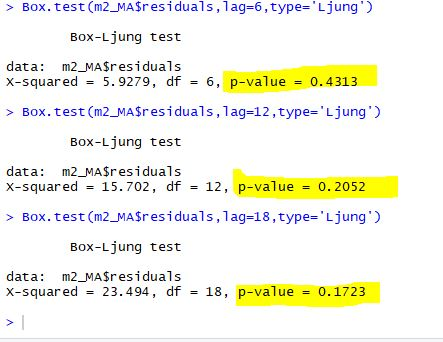 > Box.test(m2_MA$residuals,lag=6,type='Ljung')
Box-Ljung test
data: m2_MA$residuals
X-squared = 5.9279, df = 6, p-value = 0.4313
> Box.test(m2_MA$residuals,lag=12,type='Ljung')
Box-Ljung test
data: m2_MA$residuals
X-squared = 15.702, df = 12, p-value = 0.2052
> Box.test(m2_MA$residuals,lag=18,type='Ljung')
Box-Ljung test
data: m2_MA$residuals
X-squared = 23.494, df = 18, p-value = 0.1723
>